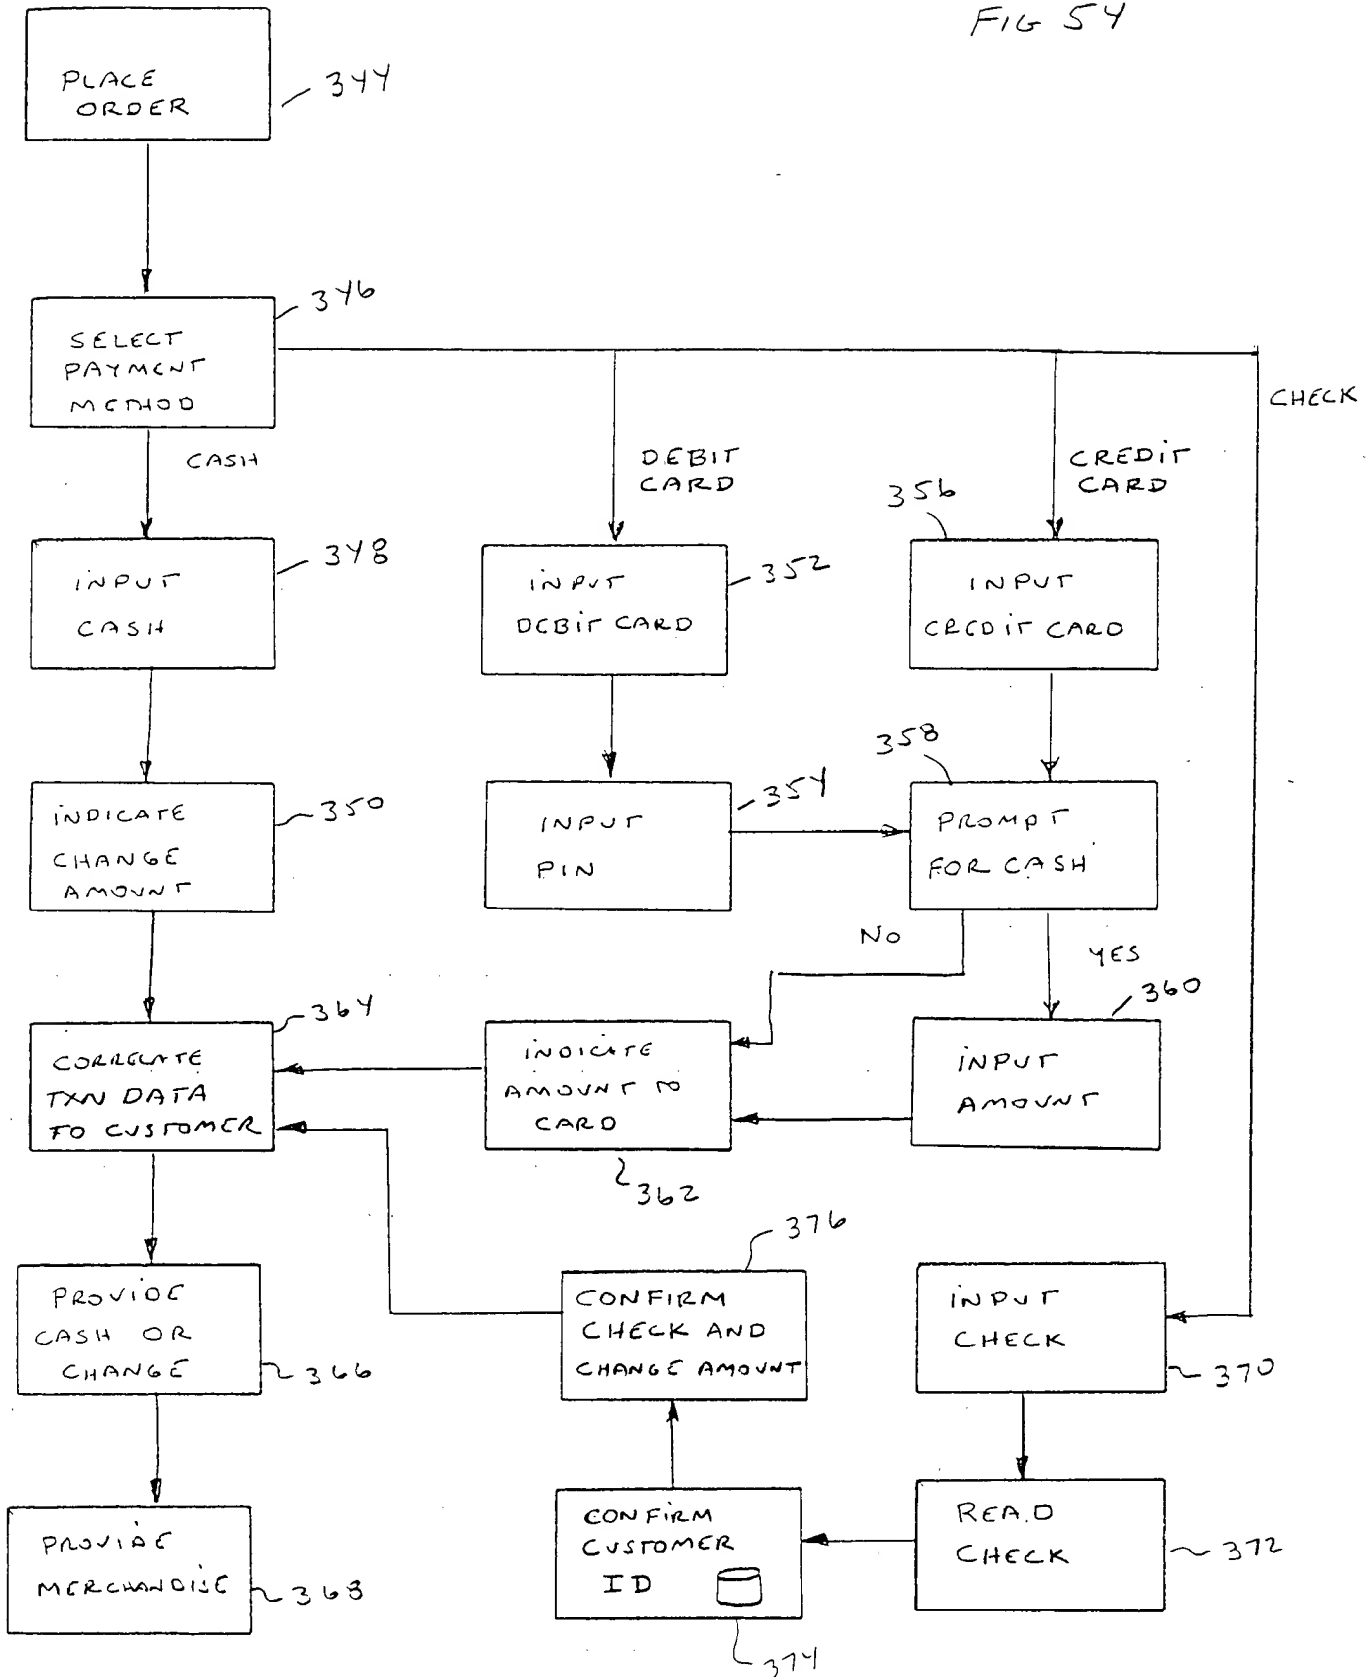 FIG 54
PLACE
ORDER
344
346
SELECT
PAYMENT
METHOD
CHECK
CASH
DEBIT
CARD
CREDIT
CARD
356
348
INPUT
CASH
352
INPUT
DEBIT CARD
INPUT
CREDIT CARD
358
350
INDICATE
CHANGE
AMOUNT
354
INPUT
PIN
PROMPT
FOR CASH
NO
YES
360
364
CORRELATE
TXN DATA
TO CUSTOMER
INDICATE
AMOUNT TO
CARD
INPUT
AMOUNT
362
376
PROVIDE
CASH OR
CHANGE
366
CONFIRM
CHECK AND
CHANGE AMOUNT
INPUT
CHECK
370
PROVIDE
MERCHANDISE
368
CONFIRM
CUSTOMER
ID
READ
CHECK
372
374